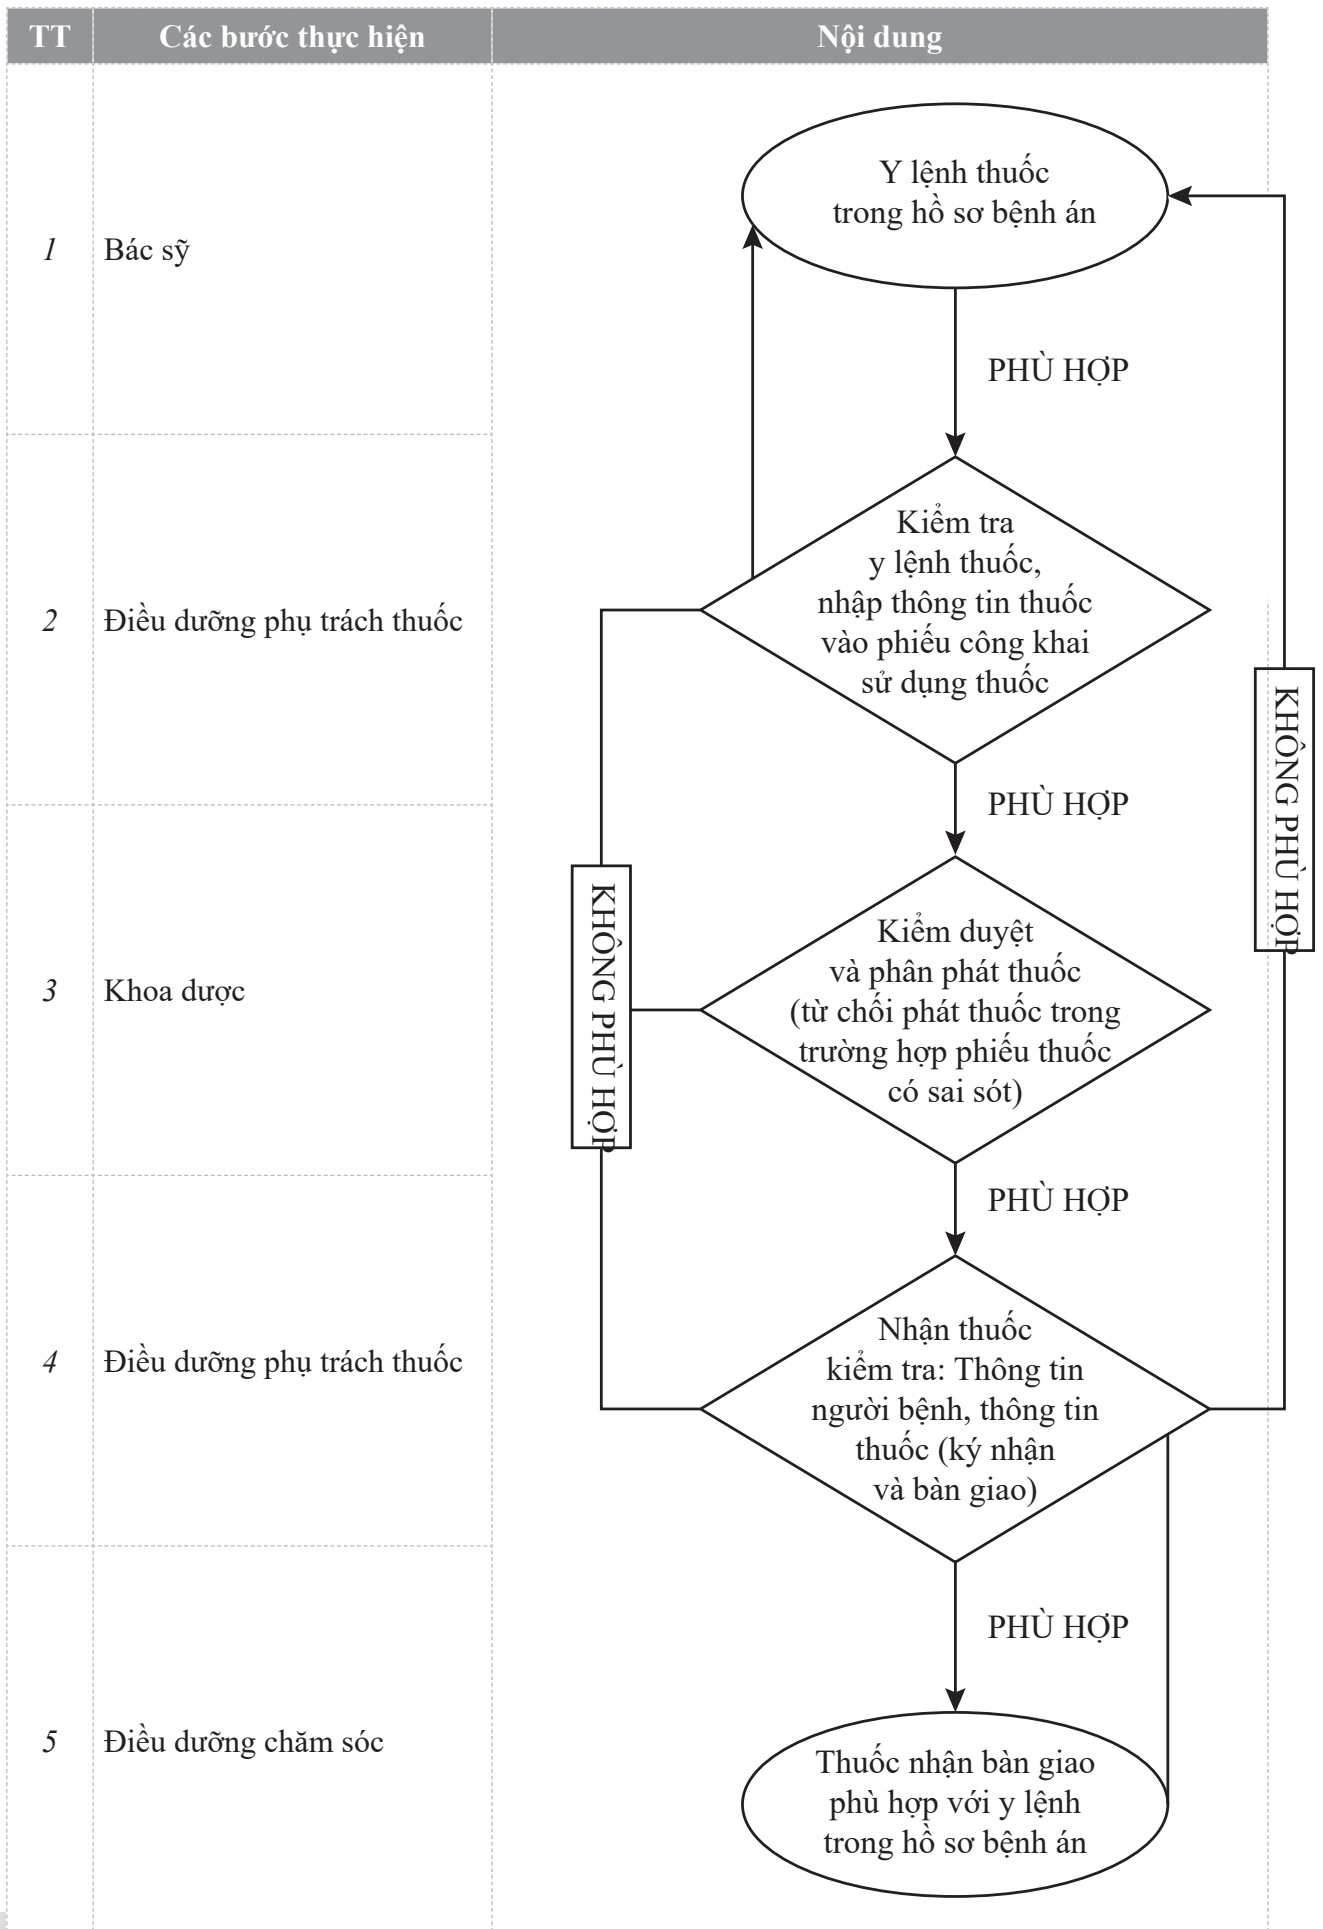 TT Các bước thực hiện Nội dung
Y lệnh thuốc
trong hồ sơ bệnh án
1 Bác sỹ
PHÙ HỢP
Kiểm tra
y lệnh thuốc,
nhập thông tin thuốc
vào phiếu công khai
sử dụng thuốc
2 Điều dưỡng phụ trách thuốc
KHÔNG PHÙ HỢP
PHÙ HỢP
KHÔNG PHÙ HỢP
Kiểm duyệt
và phân phát thuốc
(từ chối phát thuốc trong
trường hợp phiếu thuốc
có sai sót)
3 Khoa dược
PHÙ HỢP
Nhận thuốc
kiểm tra: Thông tin
người bệnh, thông tin
thuốc (ký nhận
và bàn giao)
4 Điều dưỡng phụ trách thuốc
PHÙ HỢP
5 Điều dưỡng chăm sóc
Thuốc nhận bàn giao
phù hợp với y lệnh
trong hồ sơ bệnh án